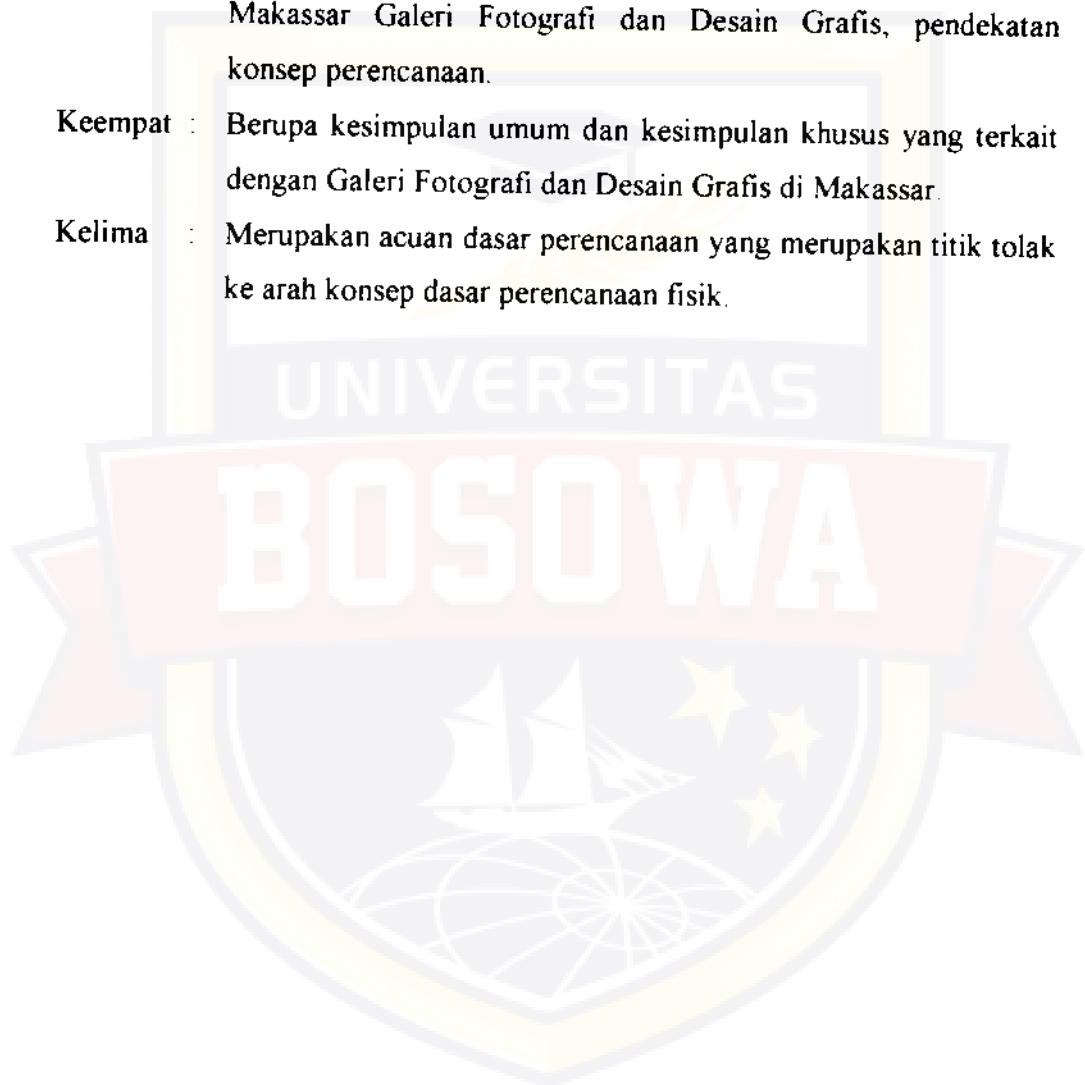 Makassar Galeri Fotografi dan Desain Grafis, pendekatan
konsep perencanaan.
Keempat : Berupa kesimpulan umum dan kesimpulan khusus yang terkait
dengan Galeri Fotografi dan Desain Grafis di Makassar.
Kelima : Merupakan acuan dasar perencanaan yang merupakan titik tolak
ke arah konsep dasar perencanaan fisik.
UNIVERSITAS
BOSOWA